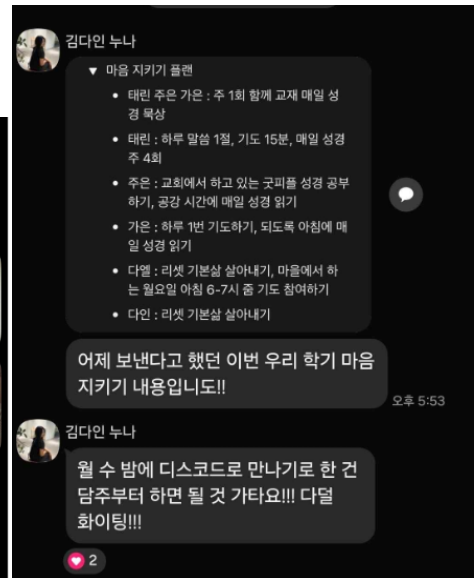 김다인 누나
▼ 마음 지키기 플랜
• 태린 주은 가은 : 주 1회 함께 교재 매일 성
경 묵상
• 태린 : 하루 말씀 1절, 기도 15분, 매일 성경
주 4회
• 주은 : 교회에서 하고 있는 굿피플 성경 공부
하기, 공강 시간에 매일 성경 읽기
• 가은 : 하루 1번 기도하기, 되도록 아침에 매
일 성경 읽기
• 다엘 : 리셋 기본삶 살아내기, 마을에서 하
는 월요일 아침 6-7시 줌 기도 참여하기
• 다인 : 리셋 기본삶 살아내기
어제 보낸다고 했던 이번 우리 학기 마음
지키기 내용입니도!!
오후 5:53
김다인 누나
월 수 밤에 디스코드로 만나기로 한 건
담주부터 하면 될 것 가타요!!! 다덜
화이팅!!!
2